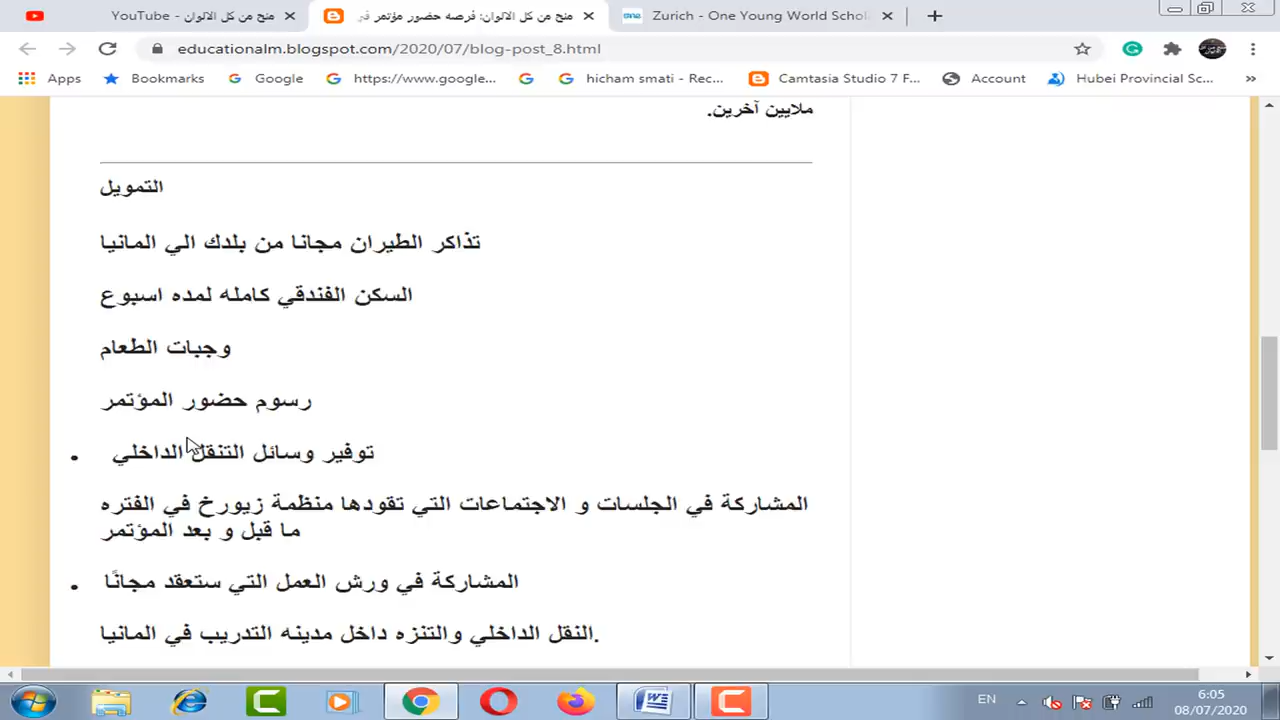 منح من كل الالوان - YouTube
منح من كل الالوان: فرصه حضور مؤتمر في
Zurich - One Young World Schol
educationalm.blogspot.com/2020/07/blog-post_8.html
Apps
Bookmarks
Google
https://www.google...
hicham smati - Rec...
Camtasia Studio 7 F...
Account
Hubei Provincial Sc...
»
ملايين آخرين.
التمويل
تذاكر الطيران مجانا من بلدك الي المانيا
السكن الفندقي كامله لمده اسبوع
وجبات الطعام
رسوم حضور المؤتمر
• توفير وسائل التنقل الداخلي
المشاركة في الجلسات و الاجتماعات التي تقودها منظمة زيورخ في الفتره
ما قبل و بعد المؤتمر
• المشاركة في ورش العمل التي ستعقد مجانًا
النقل الداخلي والتنزه داخل مدينه التدريب في المانيا.
EN
6:05
08/07/2020